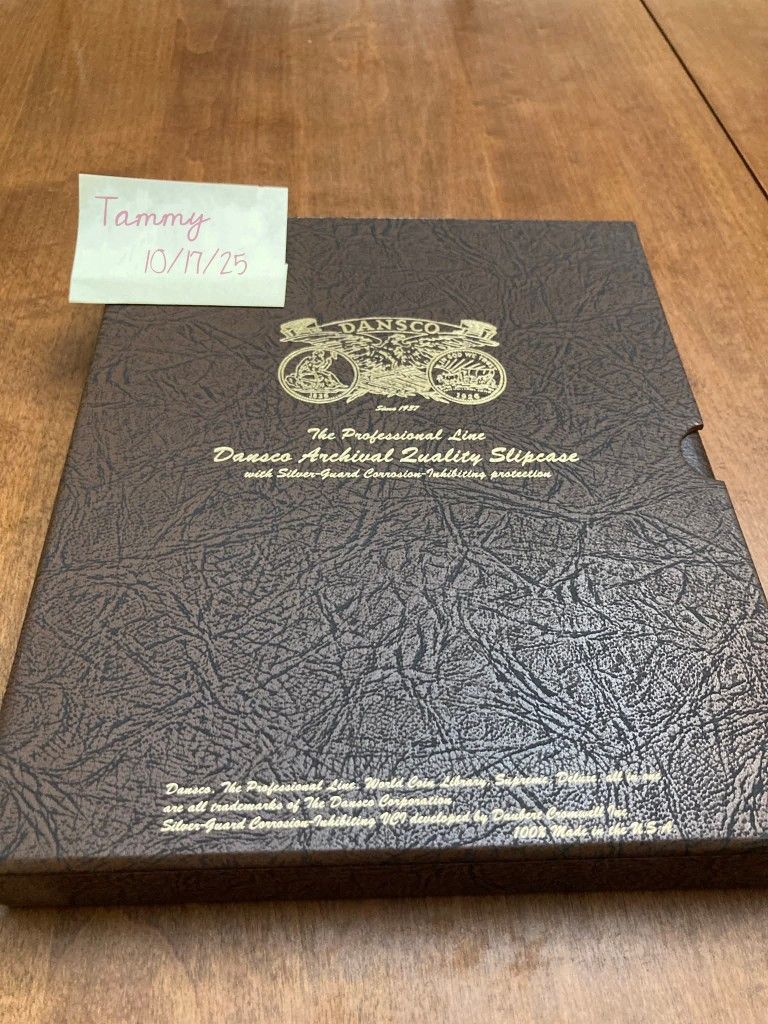 Tammy
10/17/25
DANSCO
1936
1926
Since 1937
The Professional Line
Dansco Archival Quality Slipcase
with Silver-Guard Corrosion-Inhibiting protection
Dansco, The Professional Line, World Coin Library, Supreme, Deluxe, all in one
are all trademarks of The Dansco Corporation
Silver-Guard Corrosion-Inhibiting VCI developed by Daubert Cromwell Inc.
100% Made in the U.S.A.